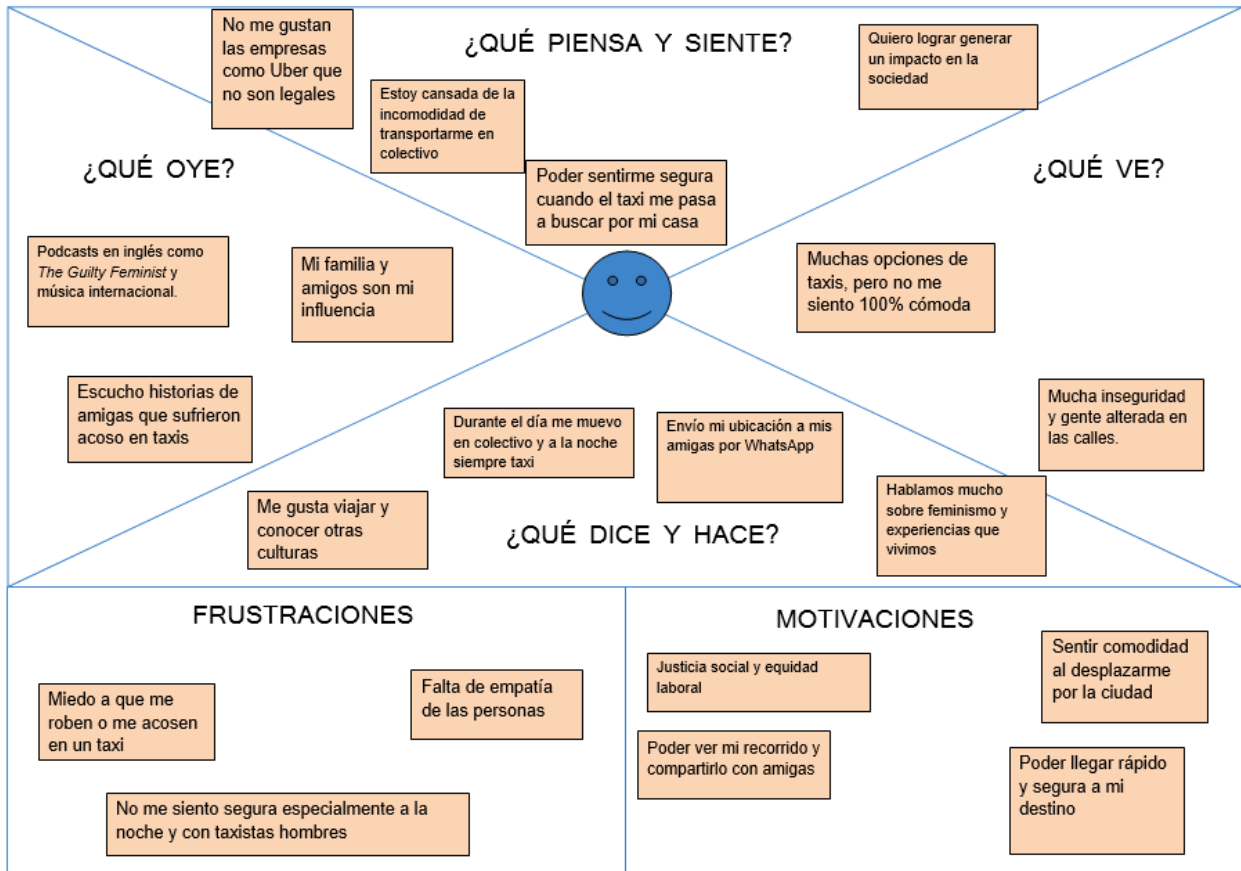 ¿QUÉ PIENSA Y SIENTE?
No me gustan
las empresas
como Uber que
no son legales
Estoy cansada de la
incomodidad de
transportarme en
colectivo
Poder sentirme segura
cuando el taxi me pasa
a buscar por mi casa
Quiero lograr generar
un impacto en la
sociedad
¿QUÉ OYE?
Podcasts en inglés como
The Guilty Feminist y
música internacional.
Mi familia y
amigos son mi
influencia
Escucho historias de
amigas que sufrieron
acoso en taxis
¿QUÉ VE?
Muchas opciones de
taxis, pero no me
siento 100% cómoda
Mucha inseguridad
y gente alterada en
las calles.
Durante el día me muevo
en colectivo y a la noche
siempre taxi
Envío mi ubicación a mis
amigas por WhatsApp
Me gusta viajar y
conocer otras
culturas
Hablamos mucho
sobre feminismo y
experiencias que
vivimos
¿QUÉ DICE Y HACE?
FRUSTRACIONES
Miedo a que me
roben o me acosen
en un taxi
Falta de empatía
de las personas
No me siento segura especialmente a la
noche y con taxistas hombres
MOTIVACIONES
Justicia social y equidad
laboral
Sentir comodidad
al desplazarme
por la ciudad
Poder ver mi recorrido y
compartirlo con amigas
Poder llegar rápido
y segura a mi
destino